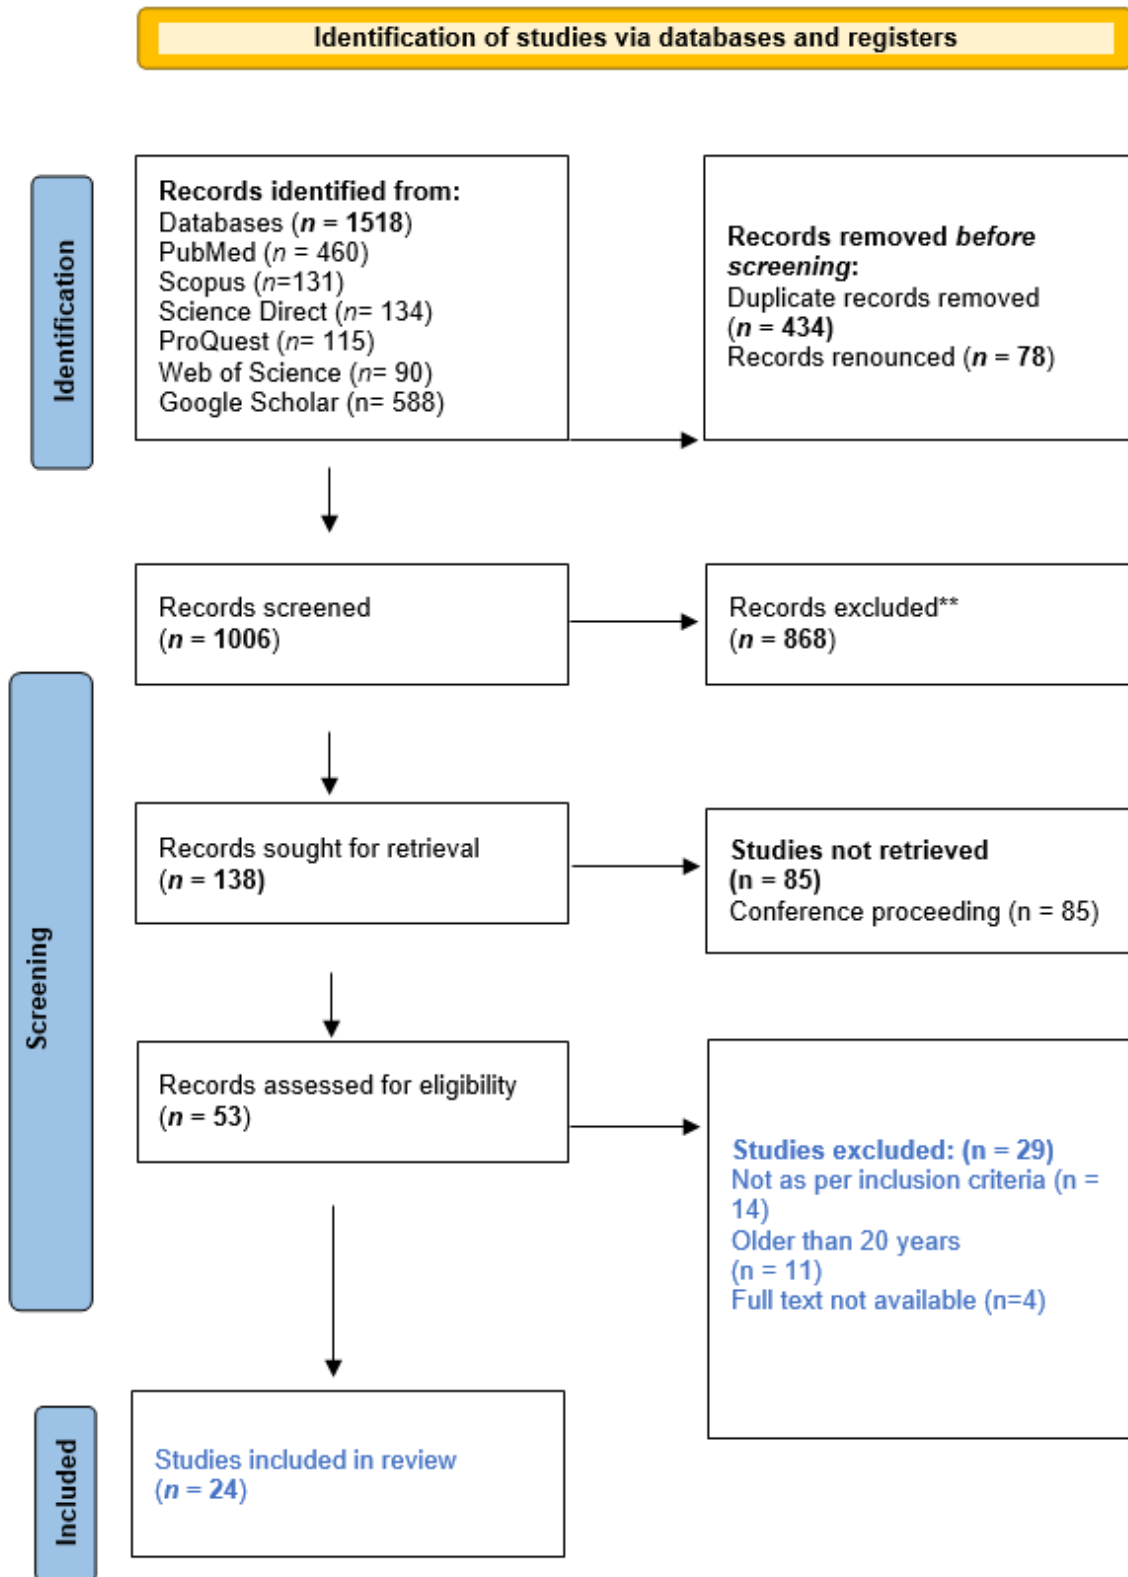 Identification of studies via databases and registers
Identification
Records identified from:
Databases (n = 1518)
PubMed (n = 460)
Scopus (n=131)
Science Direct (n= 134)
ProQuest (n= 115)
Web of Science (n= 90)
Google Scholar (n= 588)
Records removed before
screening:
Duplicate records removed
(n = 434)
Records renounced (n = 78)
Records screened
(n = 1006)
Records excluded**
(n = 868)
Screening
Records sought for retrieval
(n = 138)
Studies not retrieved
(n = 85)
Conference proceeding (n = 85)
Records assessed for eligibility
(n = 53)
Studies excluded: (n = 29)
Not as per inclusion criteria (n =
14)
Older than 20 years
(n = 11)
Full text not available (n=4)
Included
Studies included in review
(n = 24)